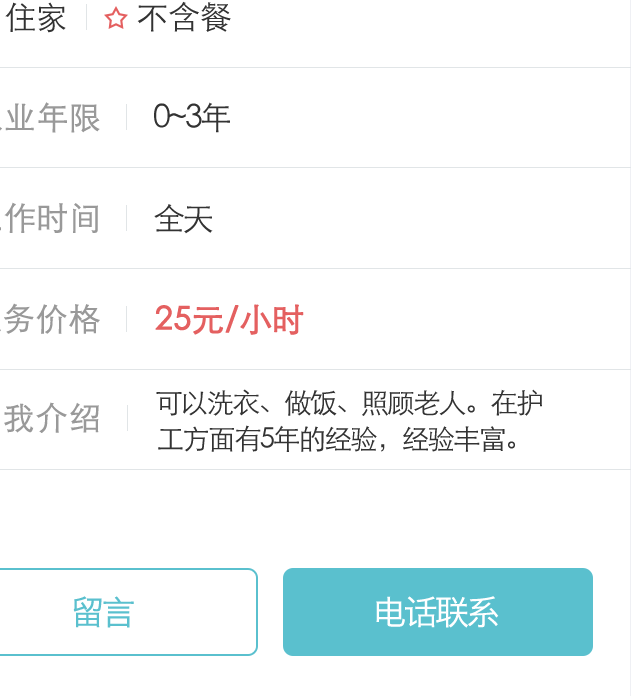 住家 不含餐
业年限 0~3年
作时间 全天
务价格 25元/小时
我介绍 可以洗衣、做饭、照顾老人。在护
工方面有5年的经验，经验丰富。
留言 电话联系